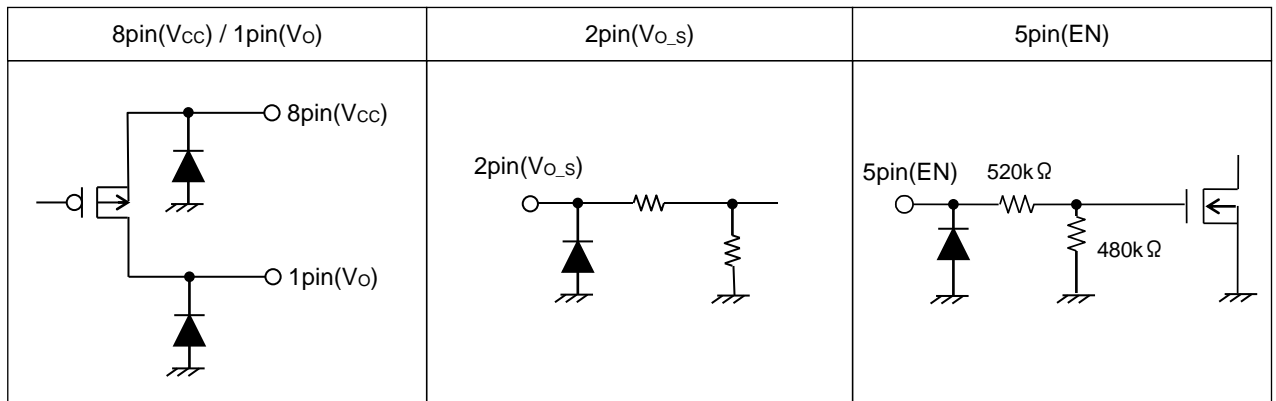 8pin(VCC) / 1pin(VO)
2pin(VO_S)
5pin(EN)
8pin(VCC)
1pin(VO)
2pin(VO_S)
5pin(EN)
520kΩ
480kΩ